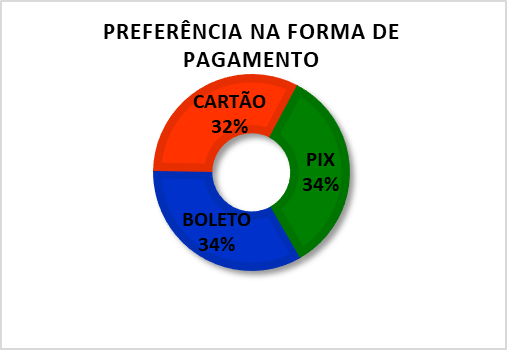 PREFERÊNCIA NA FORMA DE
PAGAMENTO
CARTÃO
32%
PIX
34%
BOLETO
34%